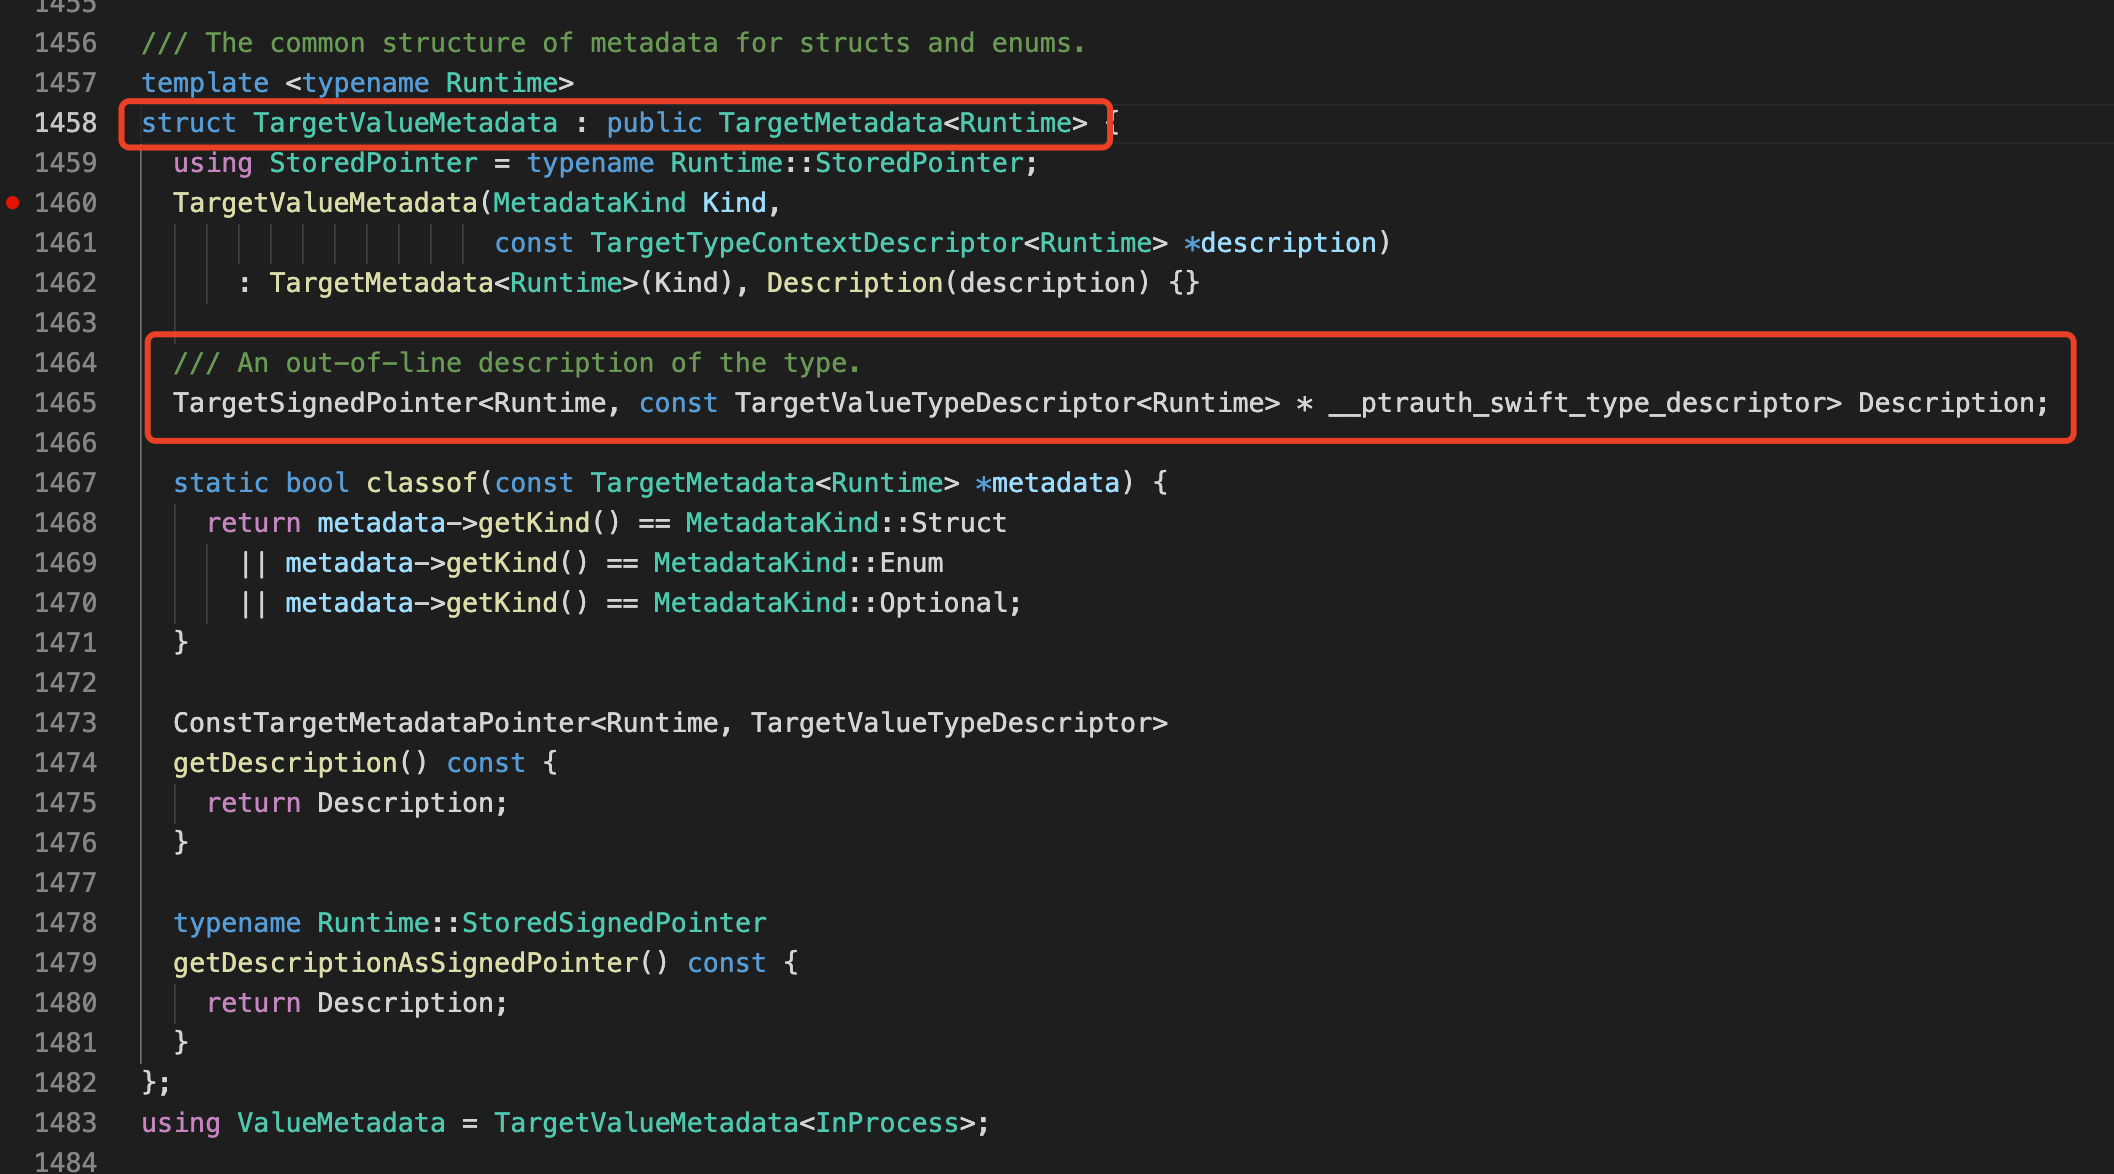 1455
1456 /// The common structure of metadata for structs and enums.
1457 template <typename Runtime>
1458 struct TargetValueMetadata : public TargetMetadata<Runtime> {
1459   using StoredPointer = typename Runtime::StoredPointer;
1460   TargetValueMetadata(MetadataKind Kind,
1461                       const TargetTypeContextDescriptor<Runtime> *description)
1462       : TargetMetadata<Runtime>(Kind), Description(description) {}
1463
1464   /// An out-of-line description of the type.
1465   TargetSignedPointer<Runtime, const TargetValueTypeDescriptor<Runtime> * __ptrauth_swift_type_descriptor> Description;
1466
1467   static bool classof(const TargetMetadata<Runtime> *metadata) {
1468     return metadata->getKind() == MetadataKind::Struct
1469       || metadata->getKind() == MetadataKind::Enum
1470       || metadata->getKind() == MetadataKind::Optional;
1471   }
1472
1473   ConstTargetMetadataPointer<Runtime, TargetValueTypeDescriptor>
1474   getDescription() const {
1475     return Description;
1476   }
1477
1478   typename Runtime::StoredSignedPointer
1479   getDescriptionAsSignedPointer() const {
1480     return Description;
1481   }
1482 };
1483 using ValueMetadata = TargetValueMetadata<InProcess>;
1484